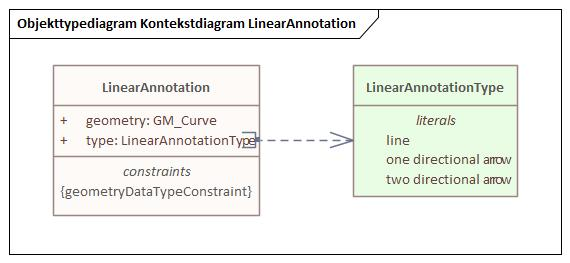 Objekttypediagram Kontekstdiagram LinearAnnotation
LinearAnnotation
+ geometry: GM_Curve
+ type: LinearAnnotationType
constraints
{geometryDataTypeConstraint}
LinearAnnotationType
literals
line
one directional arrow
two directional arrow